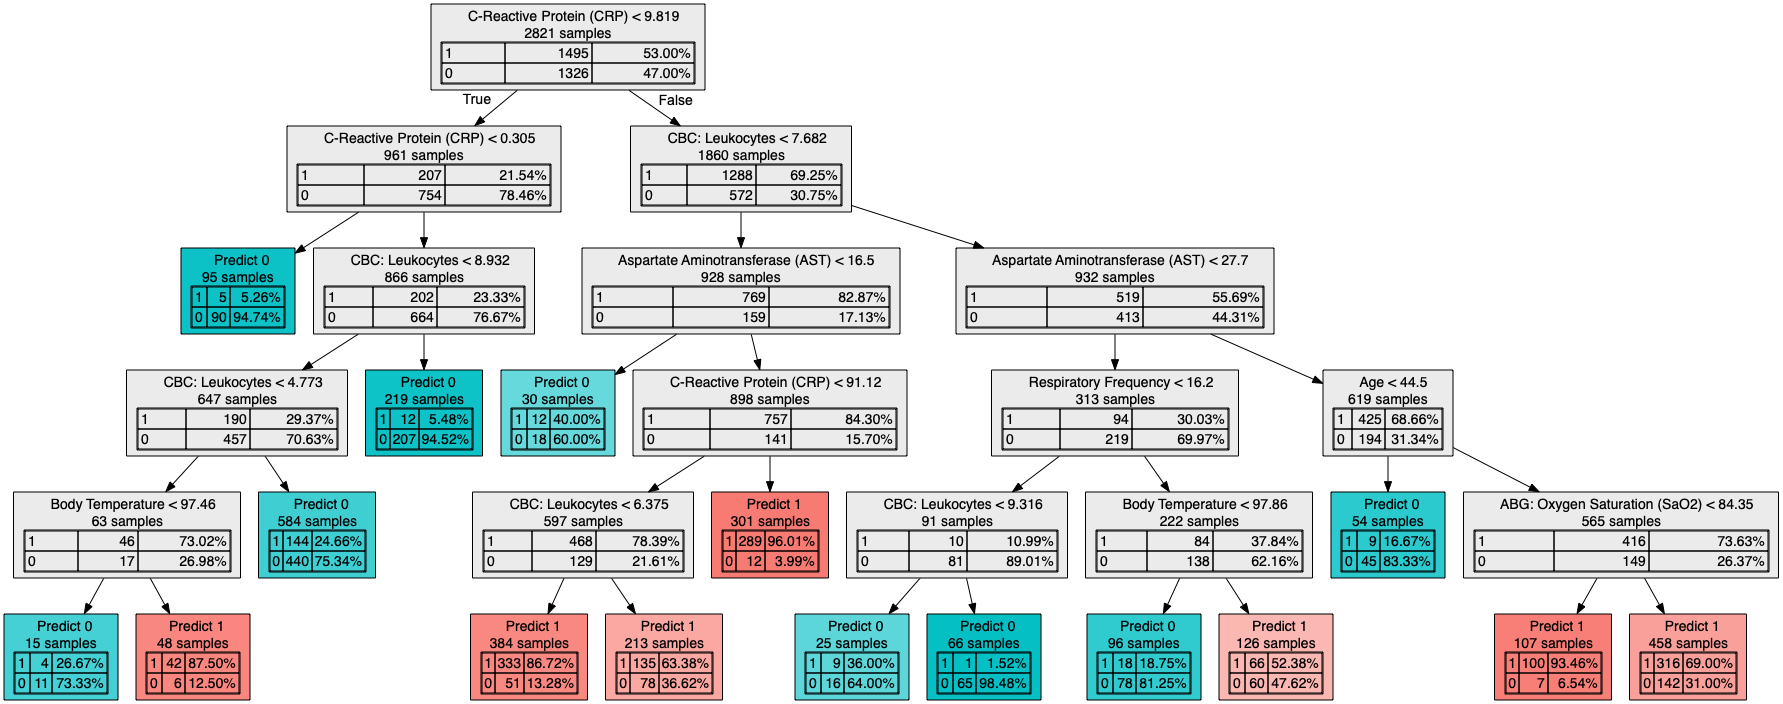 C-Reactive Protein (CRP) < 9.819
2821 samples
1 1495 53.00%
0 1326 47.00%
True
False
C-Reactive Protein (CRP) < 0.305
961 samples
1 207 21.54%
0 754 78.46%
CBC: Leukocytes < 7.682
1860 samples
1 1288 69.25%
0 572 30.75%
Predict 0
95 samples
1 5 5.26%
0 90 94.74%
CBC: Leukocytes < 8.932
866 samples
1 202 23.33%
0 664 76.67%
Aspartate Aminotransferase (AST) < 16.5
928 samples
1 769 82.87%
0 159 17.13%
Aspartate Aminotransferase (AST) < 27.7
932 samples
1 519 55.69%
0 413 44.31%
CBC: Leukocytes < 4.773
647 samples
1 190 29.37%
0 457 70.63%
Predict 0
219 samples
1 12 5.48%
0 207 94.52%
Predict 0
30 samples
1 12 40.00%
0 18 60.00%
C-Reactive Protein (CRP) < 91.12
898 samples
1 757 84.30%
0 141 15.70%
Respiratory Frequency < 16.2
313 samples
1 94 30.03%
0 219 69.97%
Age < 44.5
619 samples
1 425 68.66%
0 194 31.34%
Body Temperature < 97.46
63 samples
1 46 73.02%
0 17 26.98%
Predict 0
584 samples
1 144 24.66%
0 440 75.34%
CBC: Leukocytes < 6.375
597 samples
1 468 78.39%
0 129 21.61%
Predict 1
301 samples
1 289 96.01%
0 12 3.99%
CBC: Leukocytes < 9.316
91 samples
1 10 10.99%
0 81 89.01%
Body Temperature < 97.86
222 samples
1 84 37.84%
0 138 62.16%
Predict 0
54 samples
1 9 16.67%
0 45 83.33%
ABG: Oxygen Saturation (SaO2) < 84.35
565 samples
1 416 73.63%
0 149 26.37%
Predict 0
15 samples
1 4 26.67%
0 11 73.33%
Predict 1
48 samples
1 42 87.50%
0 6 12.50%
Predict 1
384 samples
1 333 86.72%
0 51 13.28%
Predict 1
213 samples
1 135 63.38%
0 78 36.62%
Predict 0
25 samples
1 9 36.00%
0 16 64.00%
Predict 0
66 samples
1 1 1.52%
0 65 98.48%
Predict 0
96 samples
1 18 18.75%
0 78 81.25%
Predict 1
126 samples
1 66 52.38%
0 60 47.62%
Predict 1
107 samples
1 100 93.46%
0 7 6.54%
Predict 1
458 samples
1 316 69.00%
0 142 31.00%